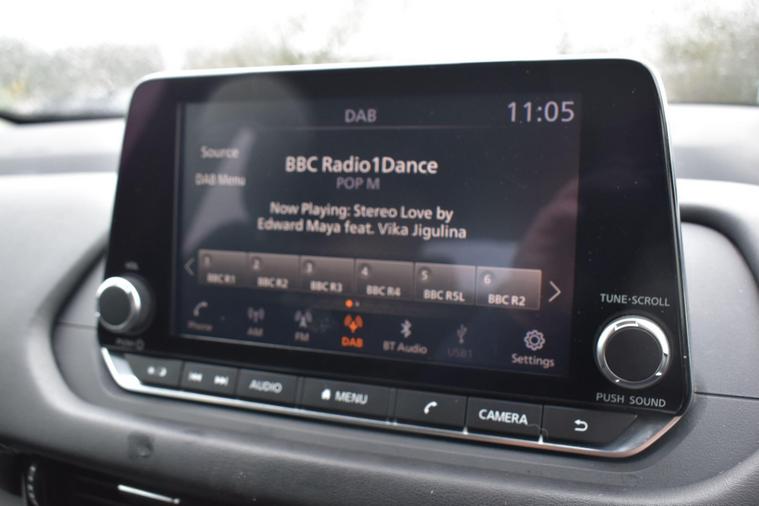 DAB
11:05
Source
DAB Menu
BBC Radio1Dance
POP M
Now Playing: Stereo Love by
Edward Maya feat. Vika Jigulina
1 2 3 4 5 6
BBC R1 BBC R2 BBC R3 BBC R4 BBC R5L BBC R2
Phone AM FM DAB BT Audio USB1 Settings
VOL
PUSH
TUNE·SCROLL
PUSH SOUND
AUDIO MENU CAMERA